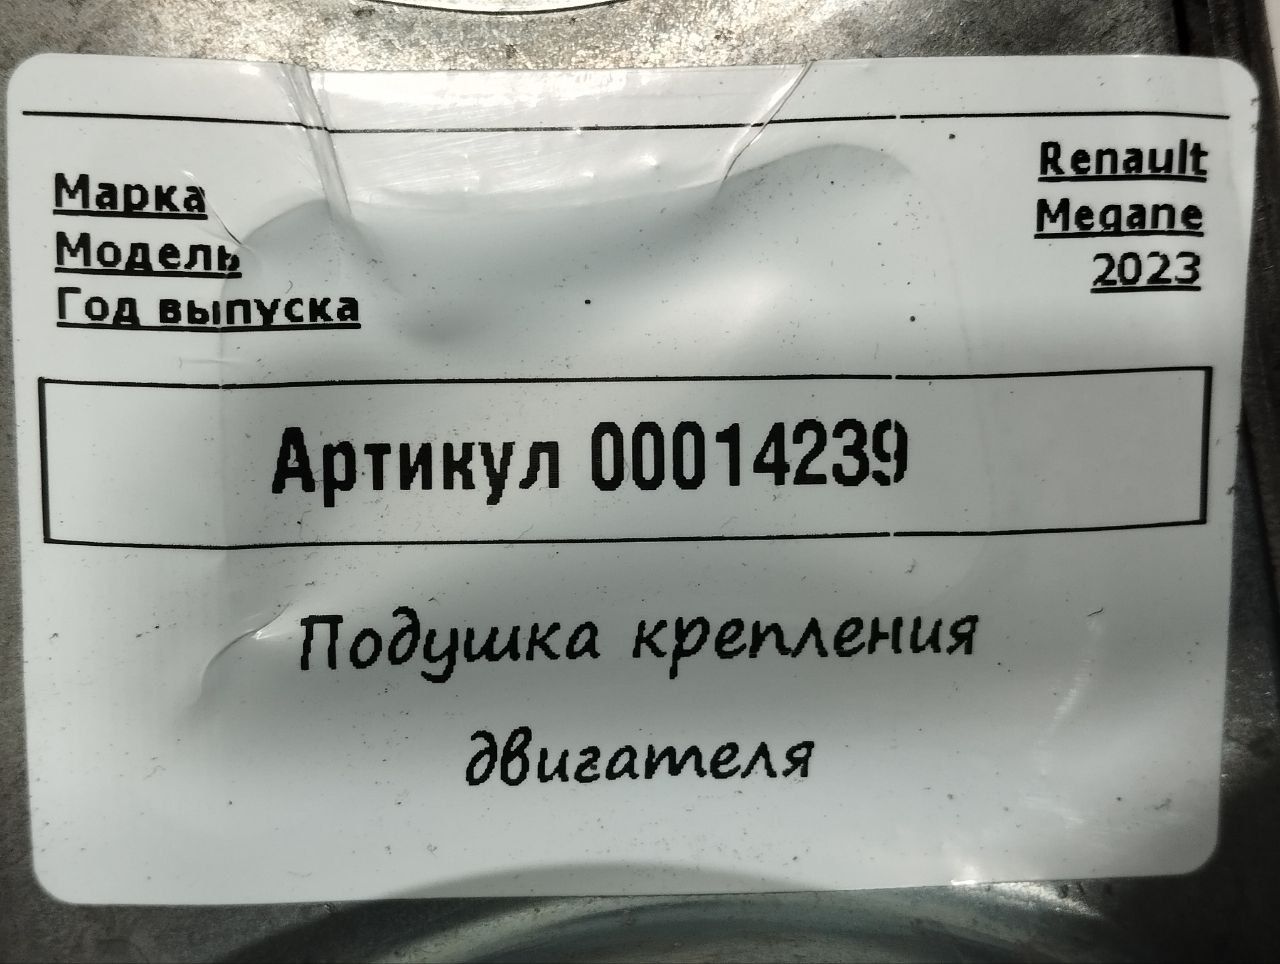 Марка Renault
Модель Megane
Год выпуска 2023
Артикул 00014239
Подушка крепления
двигателя